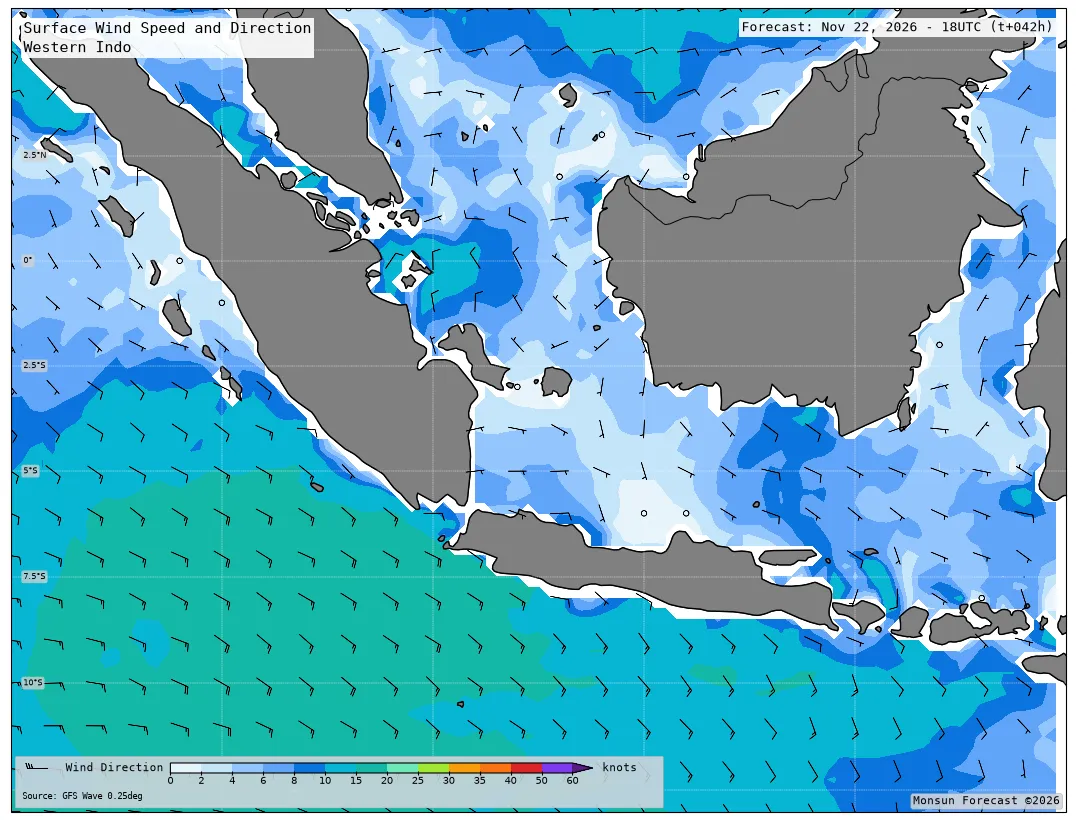 Surface Wind Speed and Direction
Western Indo
Forecast: Nov 22, 2026 - 18UTC (t+042h)
2.5°N
0°
2.5°S
5°S
7.5°S
10°S
Wind Direction
0 2 4 6 8 10 15 20 25 30 35 40 50 60
knots
Source: GFS Wave 0.25deg
Monsun Forecast ©2026